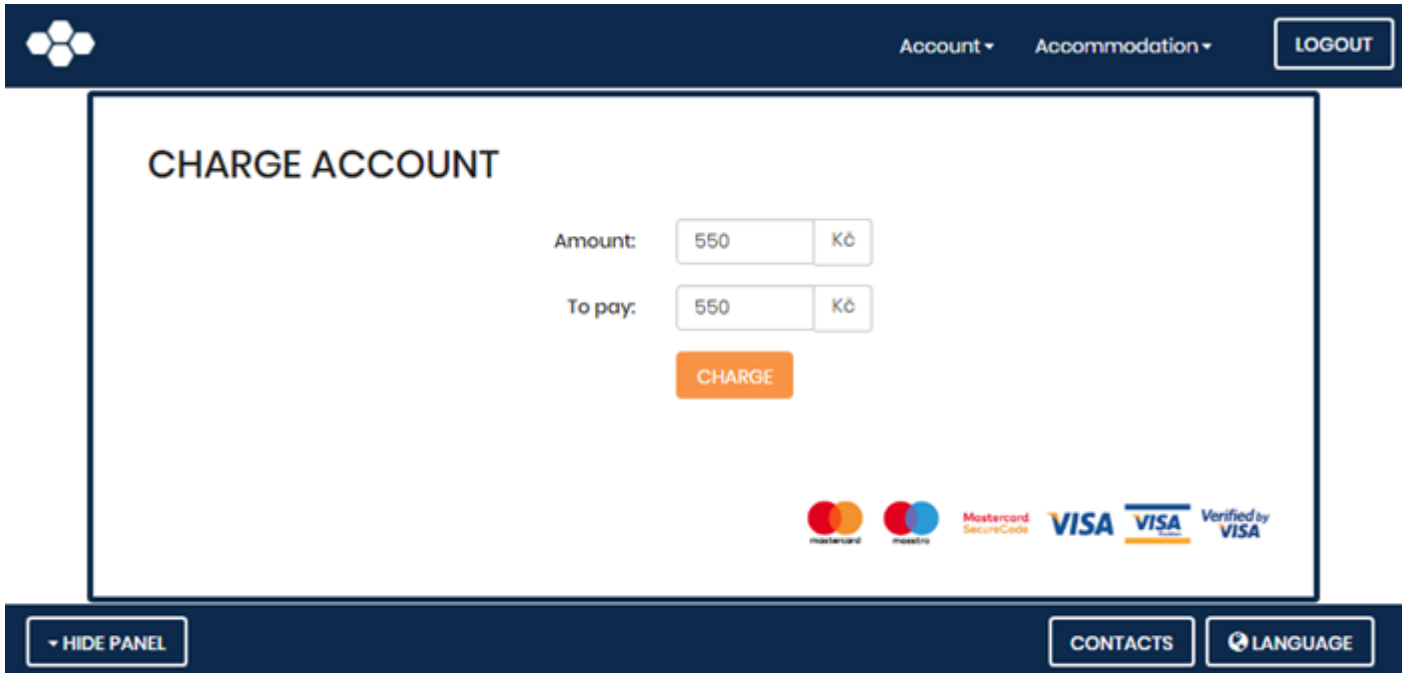 Account Accommodation LOGOUT
CHARGE ACCOUNT
Amount: 550 Kč
To pay: 550 Kč
CHARGE
mastercard maestro Mastercard SecureCode VISA VISA Verified by VISA
HIDE PANEL CONTACTS LANGUAGE